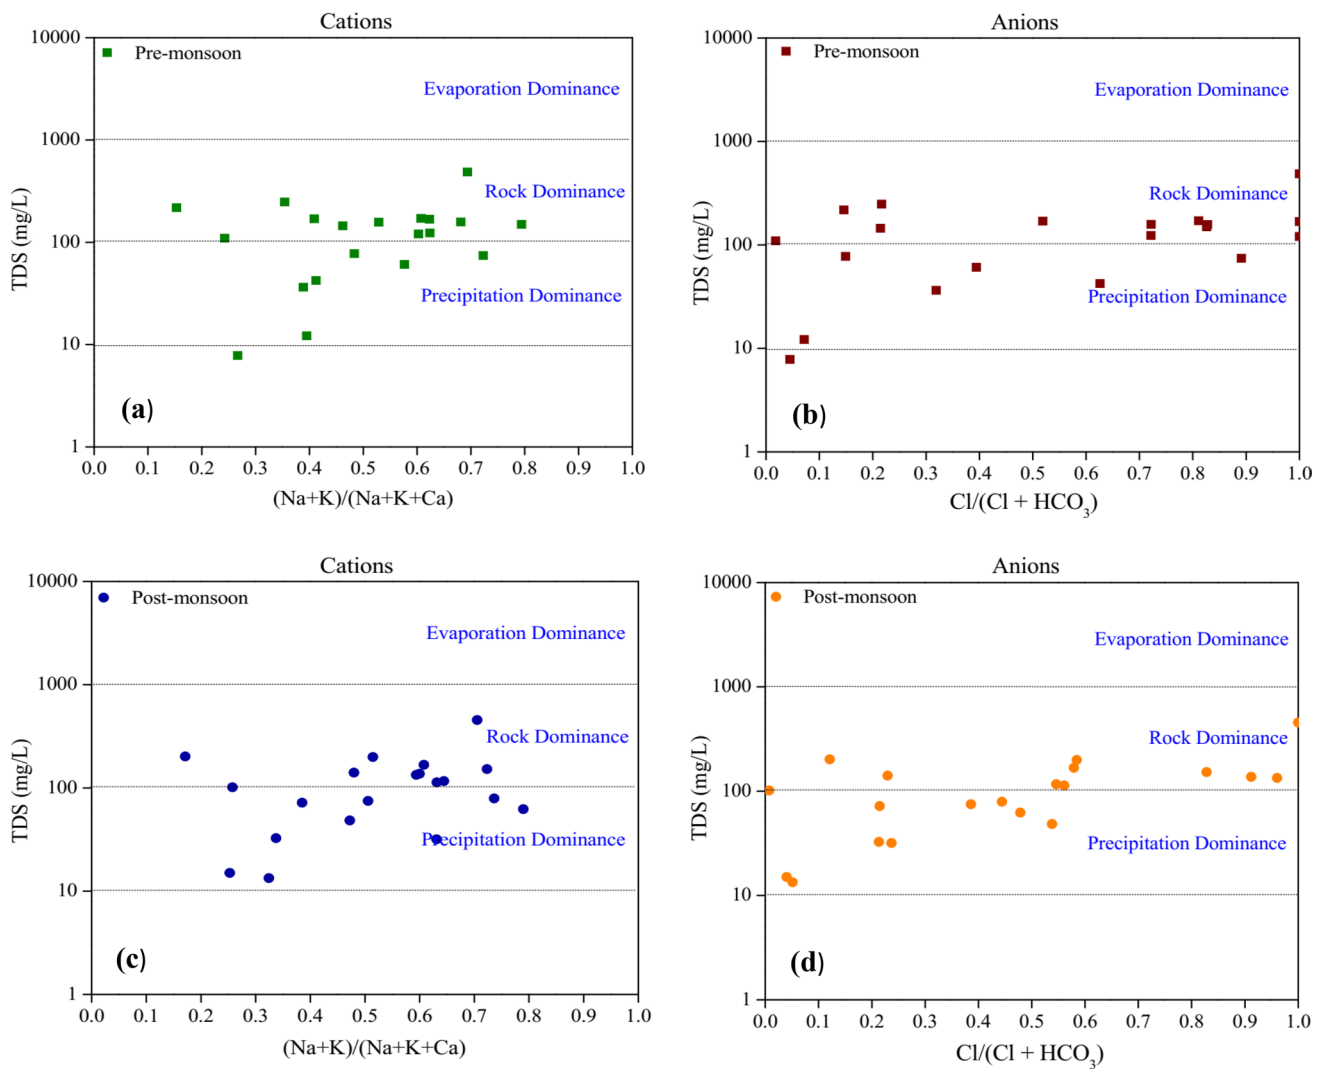 Cations
10000
1000
100
10
1
TDS (mg/L)
Pre-monsoon
Evaporation Dominance
Rock Dominance
Precipitation Dominance
(a)
0.0 0.1 0.2 0.3 0.4 0.5 0.6 0.7 0.8 0.9 1.0
(Na+K)/(Na+K+Ca)
Anions
10000
1000
100
10
1
TDS (mg/L)
Pre-monsoon
Evaporation Dominance
Rock Dominance
Precipitation Dominance
(b)
0.0 0.1 0.2 0.3 0.4 0.5 0.6 0.7 0.8 0.9 1.0
Cl/(Cl + HCO₃)
Cations
10000
1000
100
10
1
TDS (mg/L)
Post-monsoon
Evaporation Dominance
Rock Dominance
Precipitation Dominance
(c)
0.0 0.1 0.2 0.3 0.4 0.5 0.6 0.7 0.8 0.9 1.0
(Na+K)/(Na+K+Ca)
Anions
10000
1000
100
10
1
TDS (mg/L)
Post-monsoon
Evaporation Dominance
Rock Dominance
Precipitation Dominance
(d)
0.0 0.1 0.2 0.3 0.4 0.5 0.6 0.7 0.8 0.9 1.0
Cl/(Cl + HCO₃)